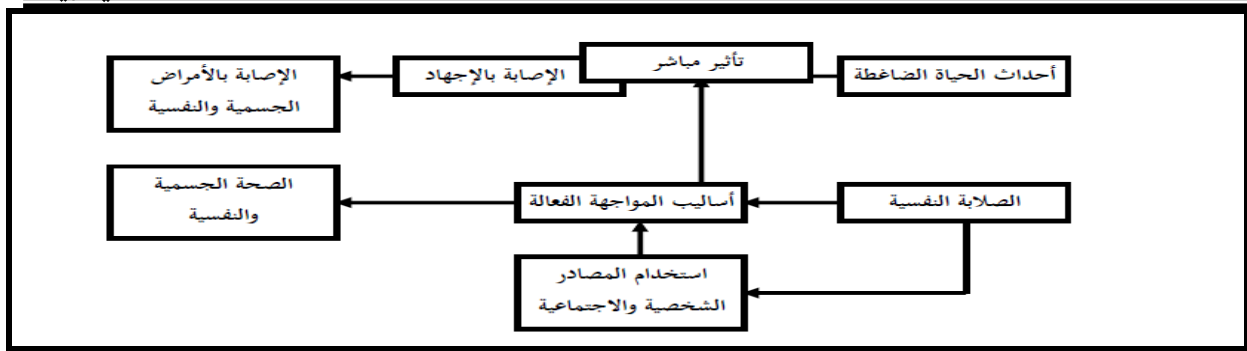 أحداث الحياة الضاغطة
تأثير مباشر
الإصابة بالإجهاد
الإصابة بالأمراض
الجسمية والنفسية
الصلابة النفسية
أساليب المواجهة الفعالة
الصحة الجسمية
والنفسية
استخدام المصادر
الشخصية والاجتماعية